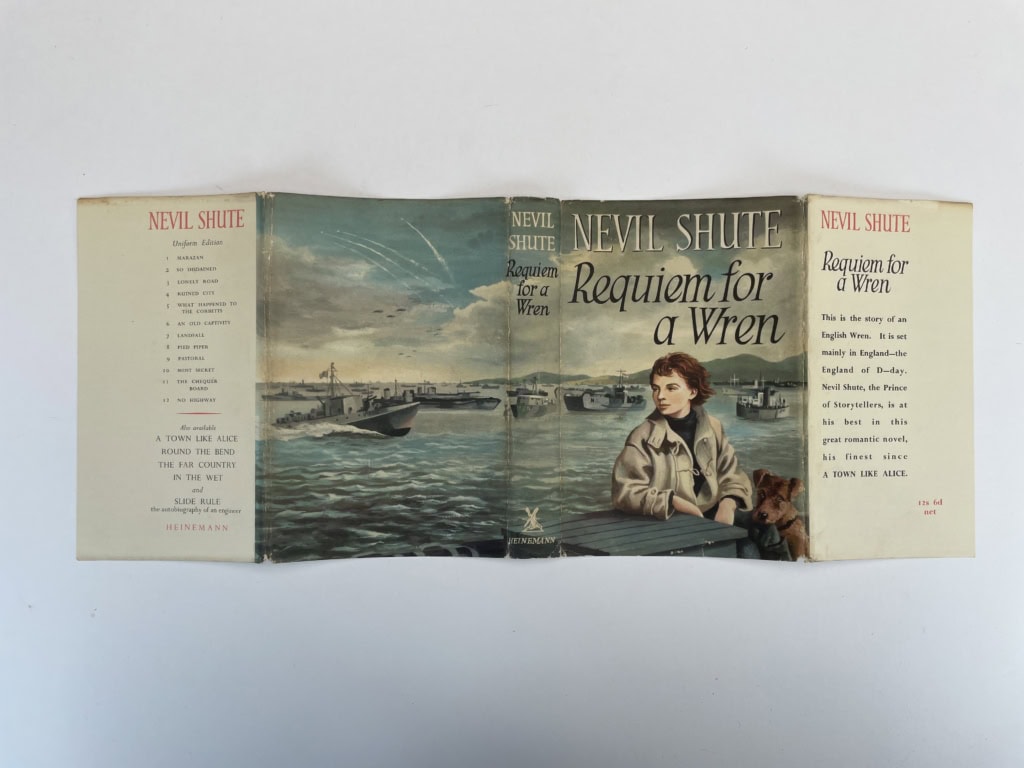 NEVIL SHUTE
Uniform Edition
1 MARAZAN
2 SO DISDAINED
3 LONELY ROAD
4 RUINED CITY
5 WHAT HAPPENED TO
THE CORBETTS
6 AN OLD CAPTIVITY
7 LANDFALL
8 PIED PIPER
9 PASTORAL
10 MOST SECRET
11 THE CHEQUER
BOARD
12 NO HIGHWAY
Also available
A TOWN LIKE ALICE
ROUND THE BEND
THE FAR COUNTRY
IN THE WET
and
SLIDE RULE
the autobiography of an engineer
HEINEMANN
NEVIL
SHUTE
Requiem
for a
Wren
HEINEMANN
NEVIL SHUTE
Requiem for
a Wren
NEVIL SHUTE
Requiem for
a Wren
This is the story of an
English Wren. It is set
mainly in England—the
England of D—day.
Nevil Shute, the Prince
of Storytellers, is at
his best in this
great romantic novel,
his finest since
A TOWN LIKE ALICE.
12s 6d
net